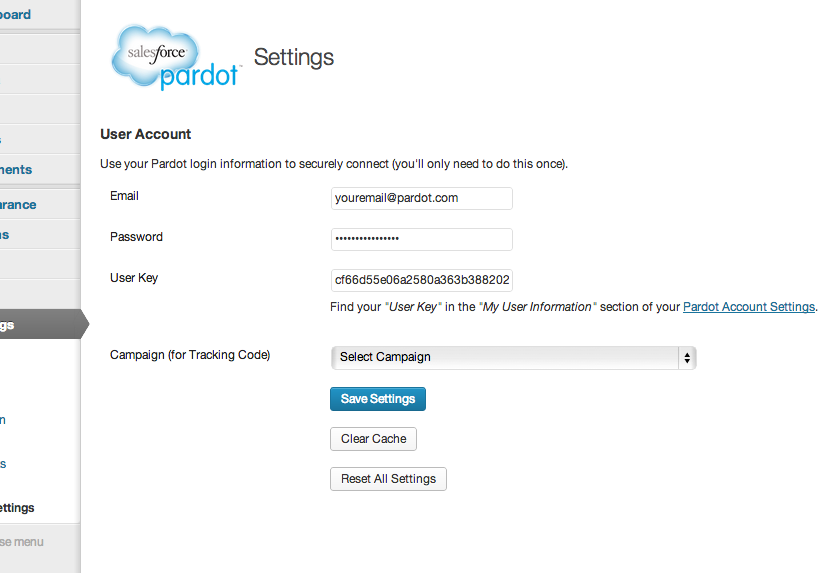 board
salesforce
pardot™
Settings
s
ments
arance
ns
gs
n
s
ettings
se menu
User Account
Use your Pardot login information to securely connect (you'll only need to do this once).
Email
youremail@pardot.com
Password
••••••••••••••••
User Key
cf66d55e06a2580a363b388202
Find your "User Key" in the "My User Information" section of your Pardot Account Settings.
Campaign (for Tracking Code)
Select Campaign
Save Settings
Clear Cache
Reset All Settings